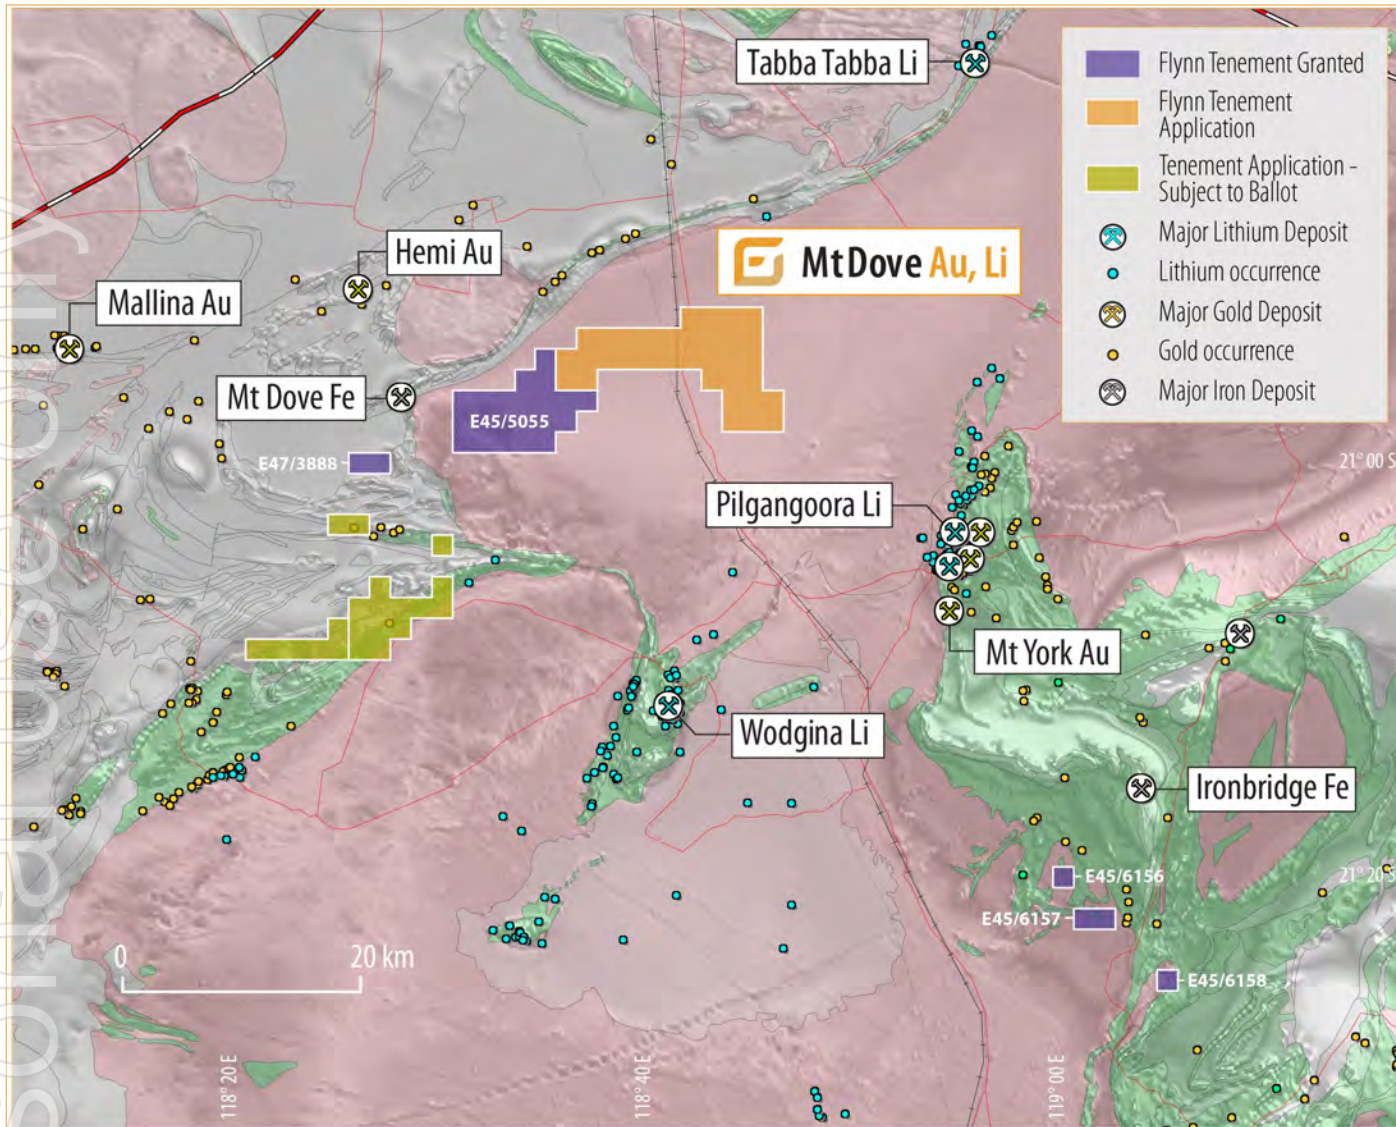 Tabba Tabba Li
Flynn Tenement Granted
Flynn Tenement
Application
Tenement Application -
Subject to Ballot
Major Lithium Deposit
Lithium occurrence
Major Gold Deposit
Gold occurrence
Major Iron Deposit
Hemi Au
Mt Dove Au, Li
Mallina Au
Mt Dove Fe
E45/5055
E47/3888
21° 00 S
Pilgangoora Li
Mt York Au
Wodgina Li
Ironbridge Fe
E45/6156
21° 20 S
E45/6157
E45/6158
0
20 km
118° 20 E
118° 40 E
119° 00 E